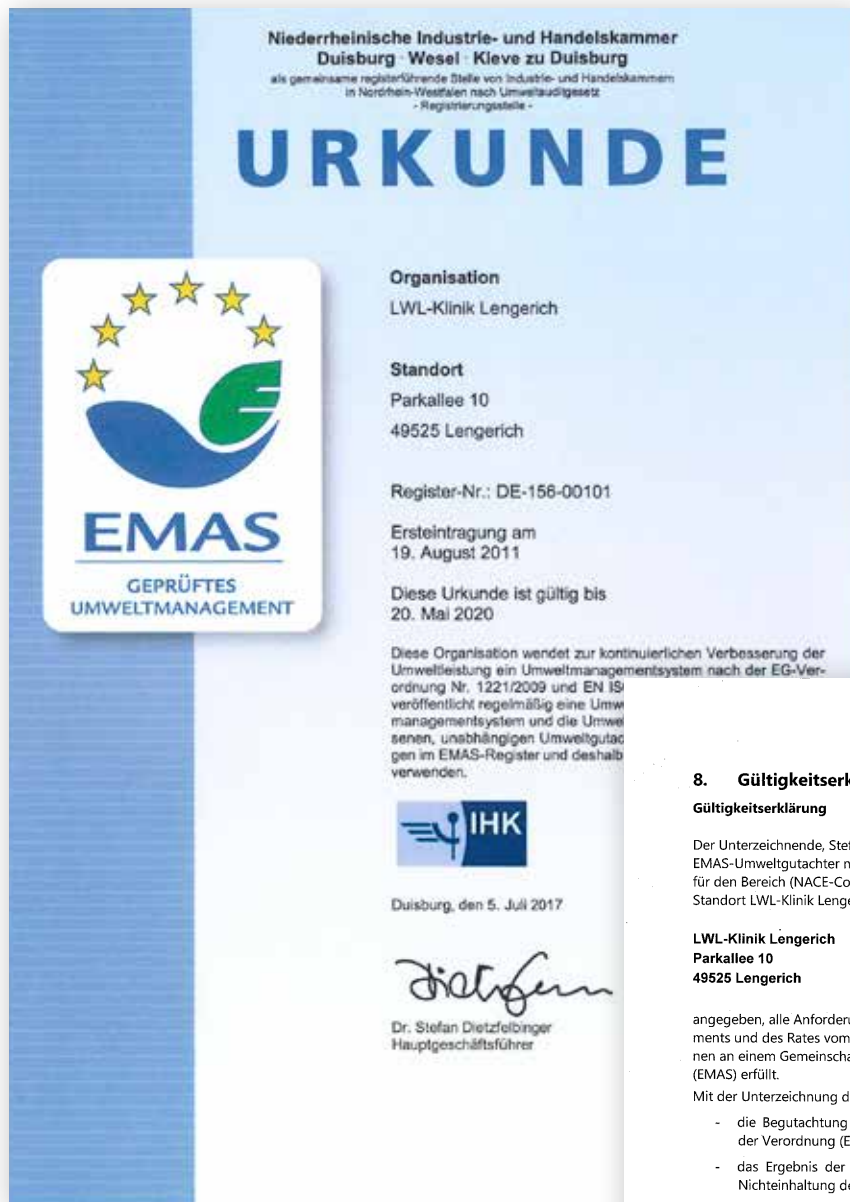 Niederrheinische Industrie- und Handelskammer
Duisburg · Wesel · Kleve zu Duisburg
als gemeinsame registerführende Stelle von Industrie- und Handelskammern
in Nordrhein-Westfalen nach Umweltauditgesetz
- Registrierungsstelle -
URKUNDE
EMAS
GEPRÜFTES
UMWELTMANAGEMENT
Organisation
LWL-Klinik Lengerich
Standort
Parkallee 10
49525 Lengerich
Register-Nr.: DE-156-00101
Ersteintragung am
19. August 2011
Diese Urkunde ist gültig bis
20. Mai 2020
Diese Organisation wendet zur kontinuierlichen Verbesserung der
Umweltleistung ein Umweltmanagementsystem nach der EG-Ver-
ordnung Nr. 1221/2009 und EN IS
veröffentlicht regelmäßig eine Umw
managementsystem und die Umwel
senen, unabhängigen Umweltgutac
gen im EMAS-Register und deshalb
verwenden.
IHK
Duisburg, den 5. Juli 2017
Dr. Stefan Dietzfelbinger
Hauptgeschäftsführer
8. Gültigkeitserk
Gültigkeitserklärung
Der Unterzeichnende, Stef
EMAS-Umweltgutachter m
für den Bereich (NACE-Co
Standort LWL-Klinik Lenge
LWL-Klinik Lengerich
Parkallee 10
49525 Lengerich
angegeben, alle Anforderu
ments und des Rates vom
nen an einem Gemeinscha
(EMAS) erfüllt.
Mit der Unterzeichnung d
- die Begutachtung
der Verordnung (E
- das Ergebnis der
Nichteinhaltung de